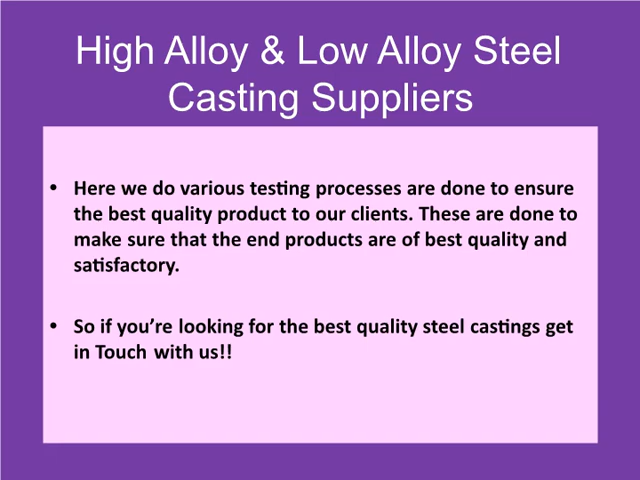 High Alloy & Low Alloy Steel
Casting Suppliers
• Here we do various testing processes are done to ensure
the best quality product to our clients. These are done to
make sure that the end products are of best quality and
satisfactory.
• So if you’re looking for the best quality steel castings get
in Touch with us!!